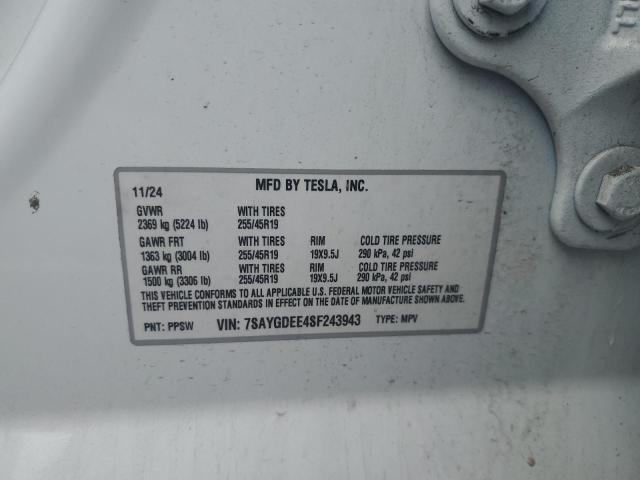 11/24 MFD BY TESLA, INC.
GVWR WITH TIRES
2369 kg (5224 lb) 255/45R19
GAWR FRT WITH TIRES RIM COLD TIRE PRESSURE
1363 kg (3004 lb) 255/45R19 19X9.5J 290 kPa, 42 psi
GAWR RR WITH TIRES RIM COLD TIRE PRESSURE
1500 kg (3306 lb) 255/45R19 19X9.5J 290 kPa, 42 psi
THIS VEHICLE CONFORMS TO ALL APPLICABLE U.S. FEDERAL MOTOR VEHICLE SAFETY AND
THEFT PREVENTION STANDARDS IN EFFECT ON THE DATE OF MANUFACTURE SHOWN ABOVE.
PNT: PPSW VIN: 7SAYGDEE4SF243943 TYPE: MPV